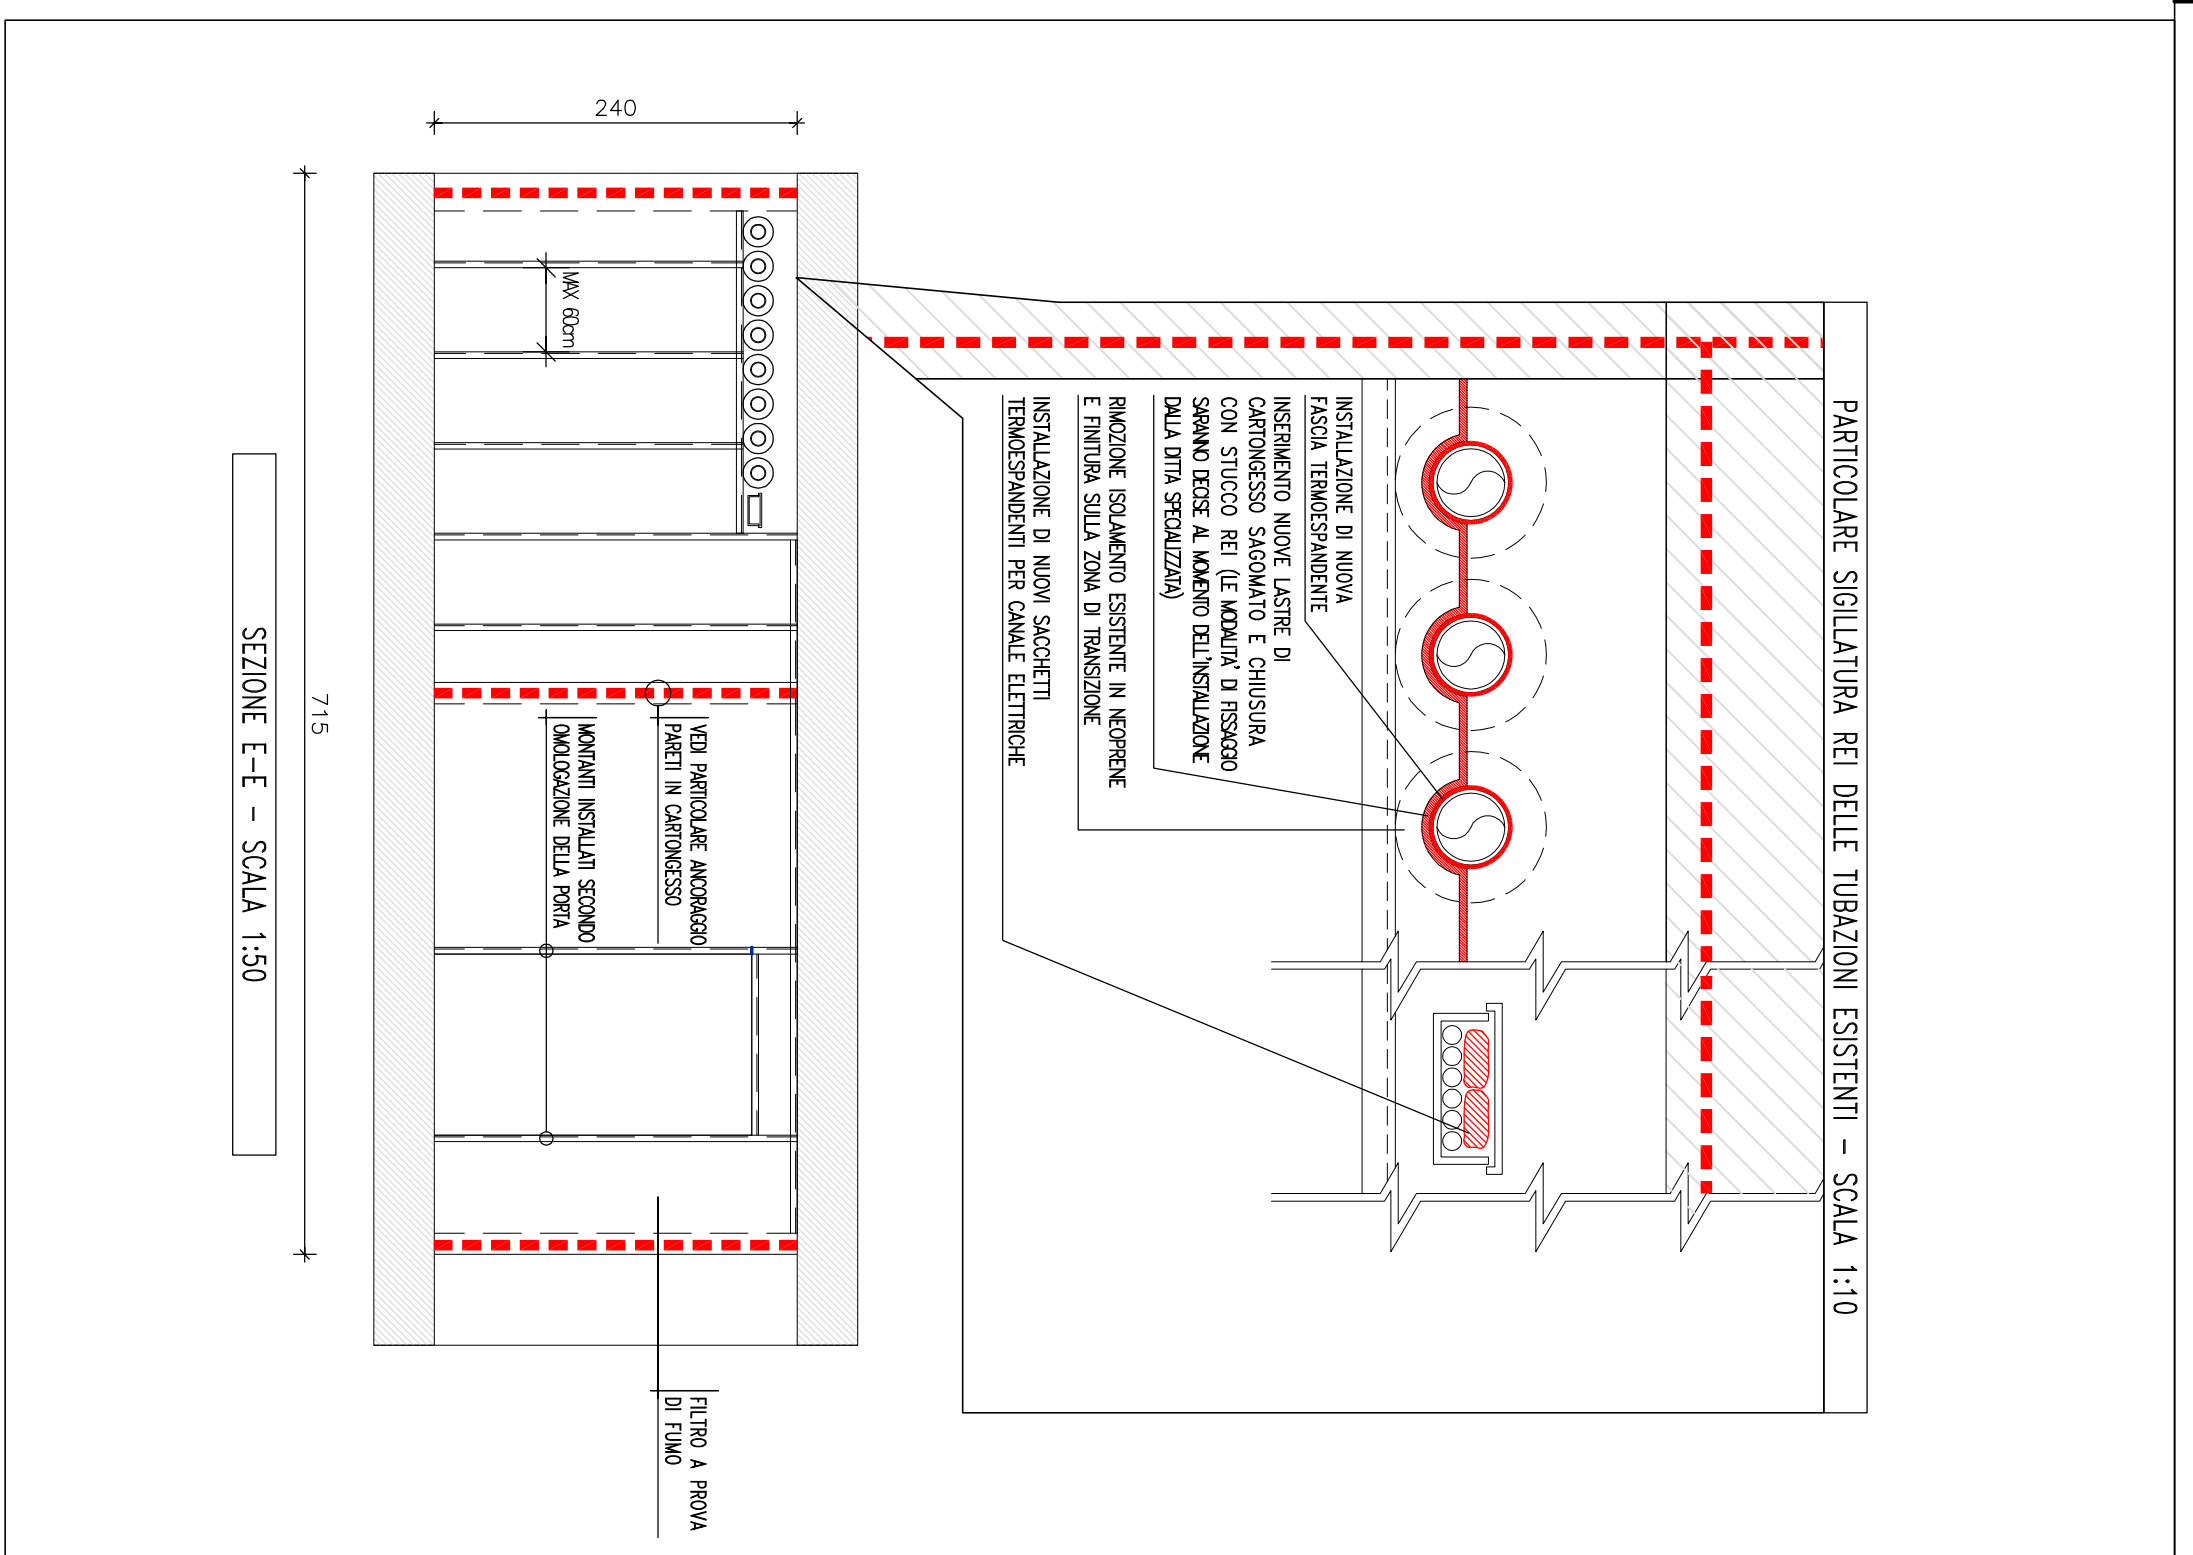 PARTICOLARE SIGILLATURA REI DELLE TUBAZIONI ESISTENTI - SCALA 1:10
INSTALLAZIONE DI NUOVA
FASCIA TERMOESPANDENTE
INSERIMENTO NUOVE LASTRE DI
CARTONGESSO SAGOMATO E CHIUSURA
CON STUCCO REI (LE MODALITA' DI FISSAGGIO
SARANNO DECISE AL MOMENTO DELL'INSTALLAZIONE
DALLA DITTA SPECIALIZZATA)
RIMOZIONE ISOLAMENTO ESISTENTE IN NEOPRENE
E FINITURA SULLA ZONA DI TRANSIZIONE
INSTALLAZIONE DI NUOVI SACCHETTI
TERMOESPANDENTI PER CANALE ELETTRICHE
240
MAX 60cm
VEDI PARTICOLARE ANCORAGGIO
PARETI IN CARTONGESSO
MONTANTI INSTALLATI SECONDO
OMOLOGAZIONE DELLA PORTA
FILTRO A PROVA
DI FUMO
715
SEZIONE E-E - SCALA 1:50